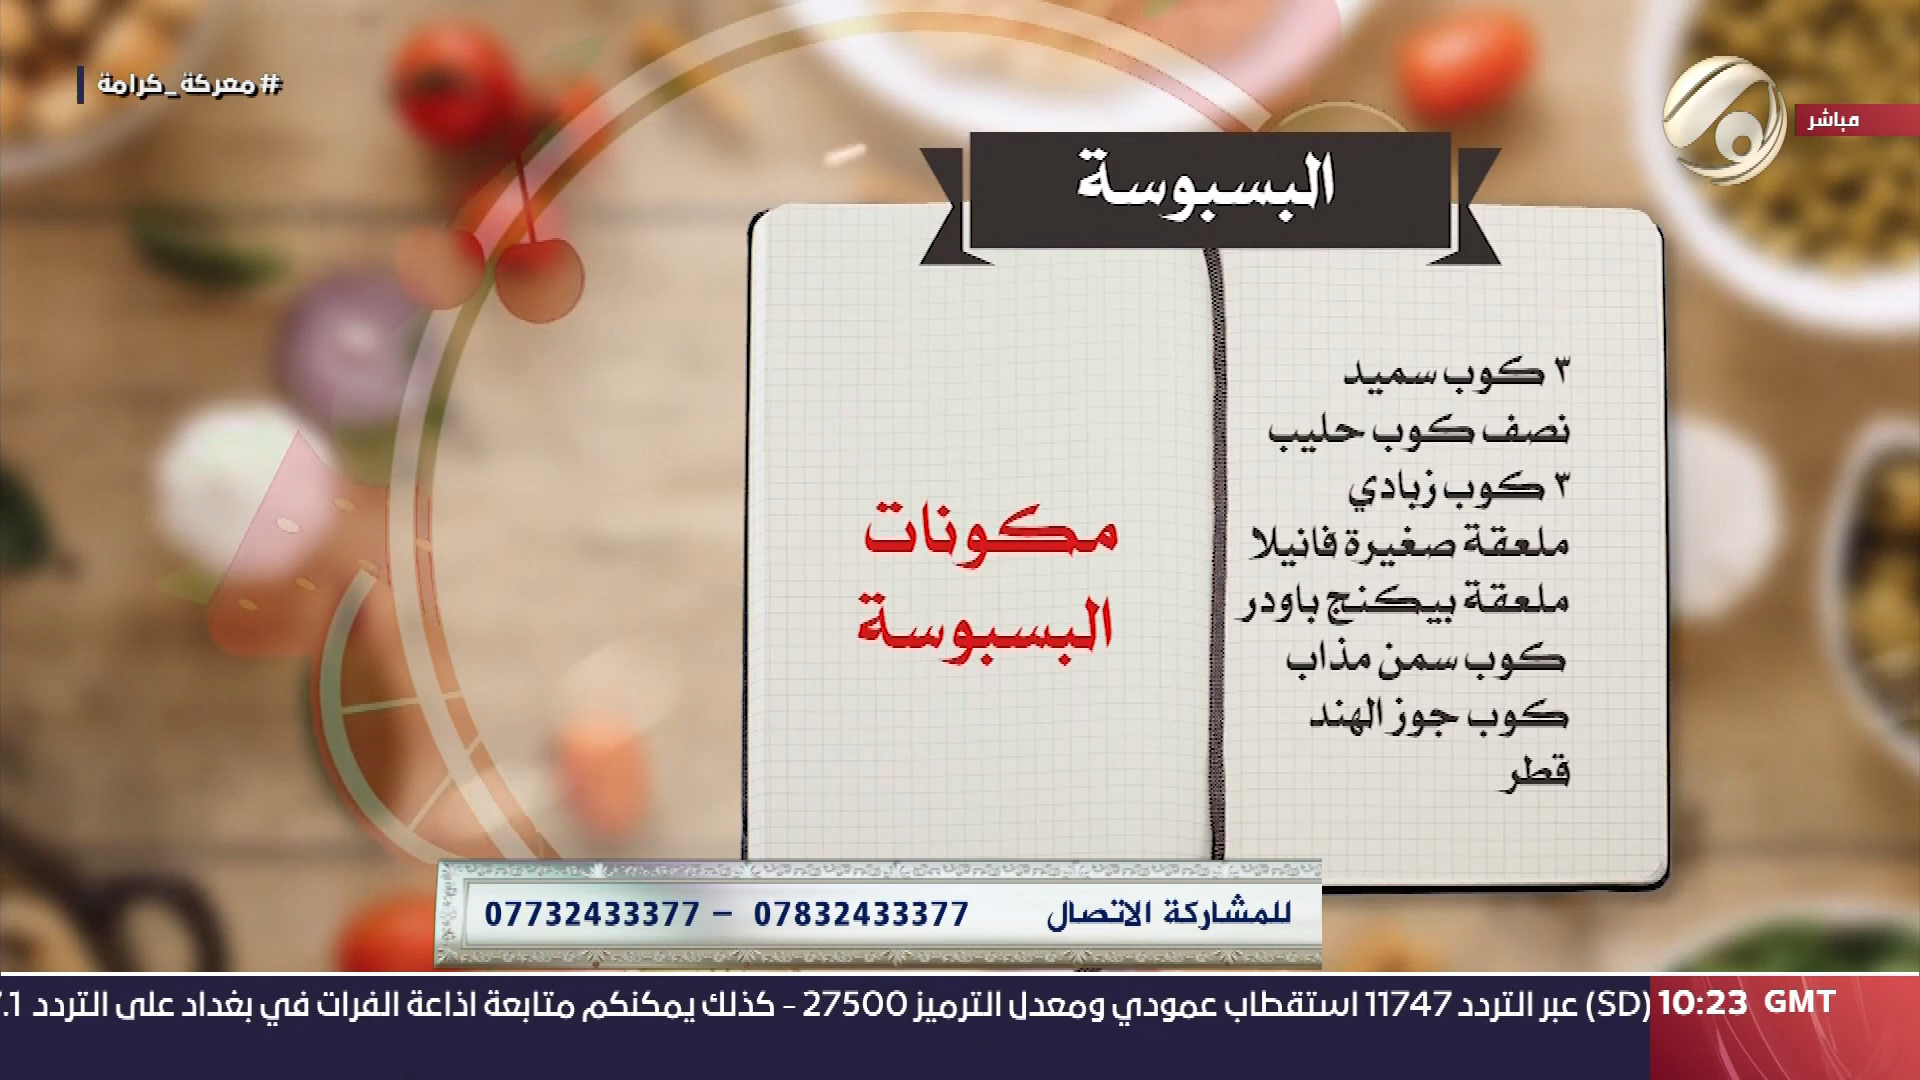 #معركة_كرامة
مباشر
البسبوسة
٣ كوب سميد
نصف كوب حليب
٣ كوب زبادي
ملعقة صغيرة فانيلا
ملعقة بيكنج باودر
كوب سمن مذاب
كوب جوز الهند
قطر
مكونات
البسبوسة
للمشاركة الاتصال 07832433377 – 07732433377
10:23 GMT
(SD) عبر التردد 11747 استقطاب عمودي ومعدل الترميز 27500 - كذلك يمكنكم متابعة اذاعة الفرات في بغداد على التردد